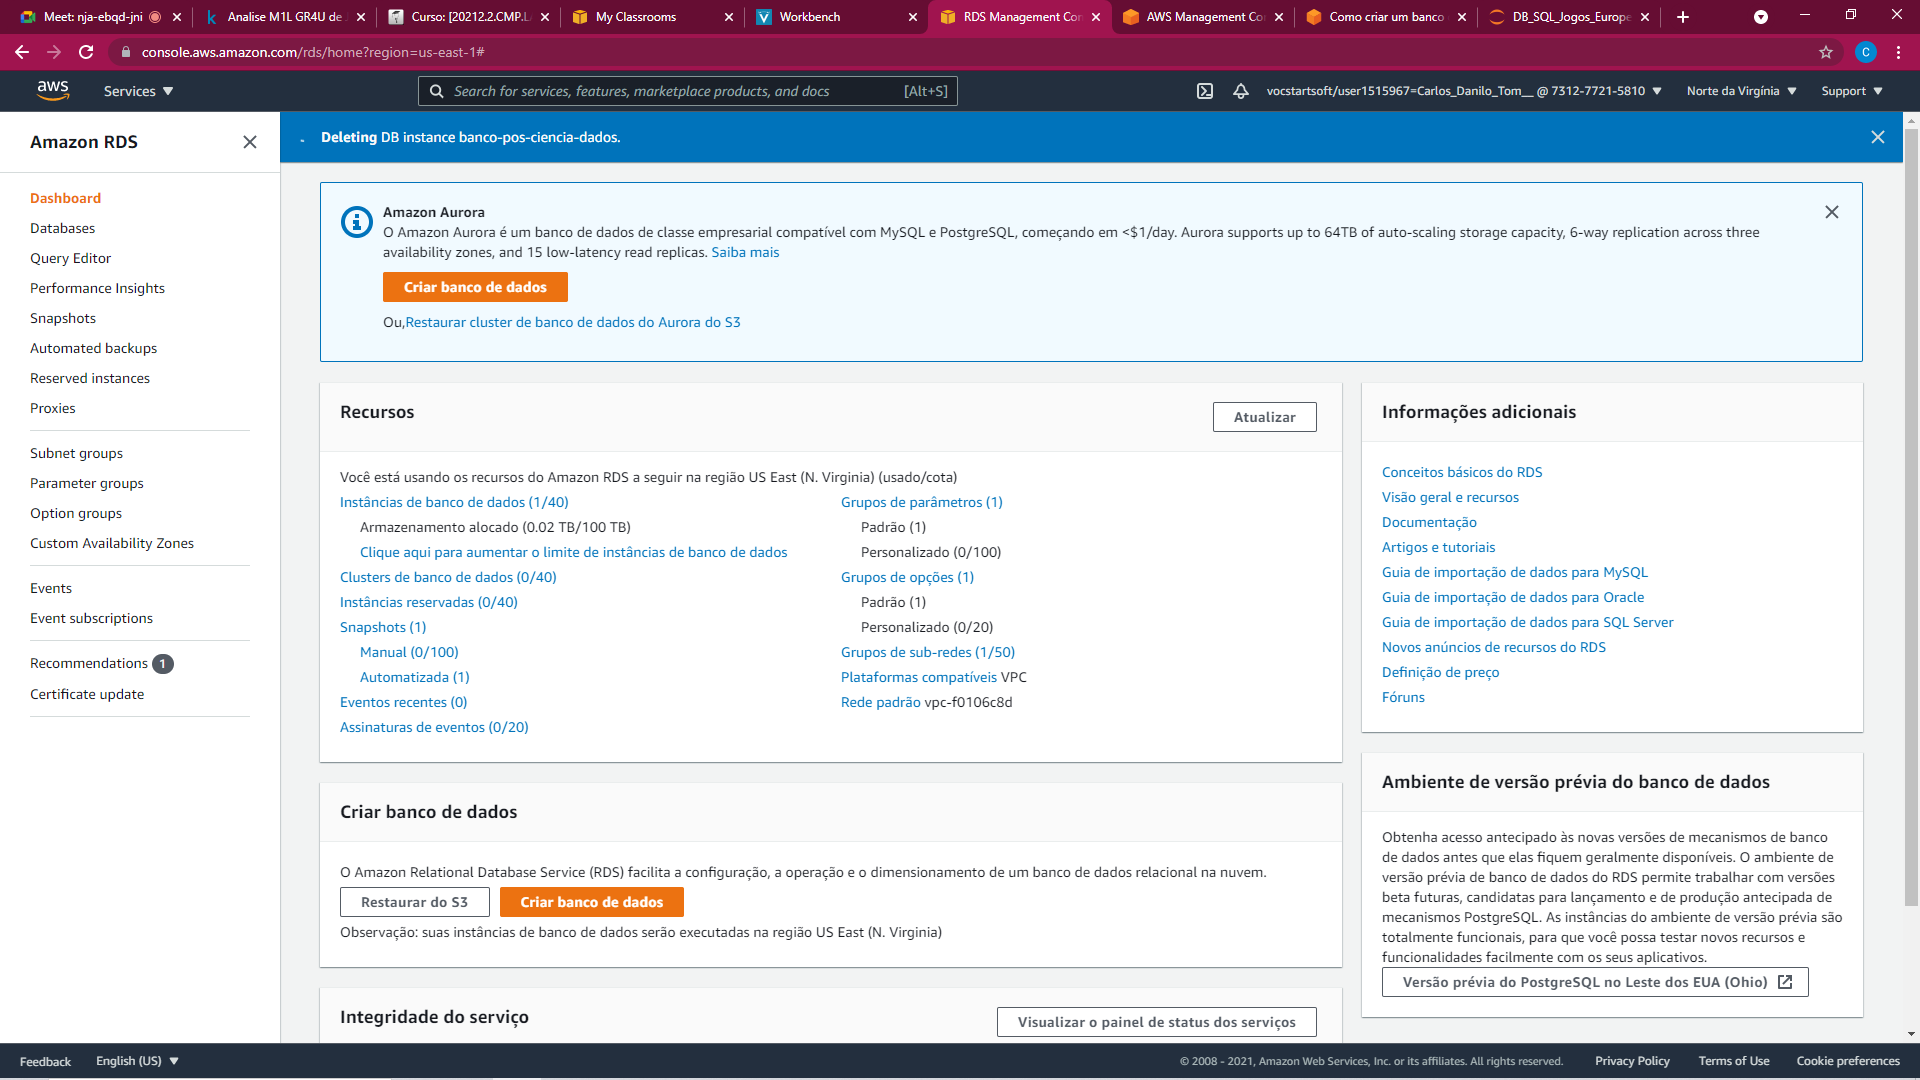 Meet: nja-ebqd-jni
Analise M1L GR4U de
Curso: [20212.2.CMP.L
My Classrooms
Workbench
RDS Management Con
AWS Management Co
Como criar um banco
DB_SQL_Jogos_Europe
console.aws.amazon.com/rds/home?region=us-east-1#
C
aws
Services
Search for services, features, marketplace products, and docs
[Alt+S]
vocstartsoft/user1515967=Carlos_Danilo_Tom__ @ 7312-7721-5810
Norte da Virgínia
Support
Amazon RDS
Dashboard
Databases
Query Editor
Performance Insights
Snapshots
Automated backups
Reserved instances
Proxies
Subnet groups
Parameter groups
Option groups
Custom Availability Zones
Events
Event subscriptions
Recommendations 1
Certificate update
Deleting DB instance banco-pos-ciencia-dados.
Amazon Aurora
O Amazon Aurora é um banco de dados de classe empresarial compatível com MySQL e PostgreSQL, começando em <$1/day. Aurora supports up to 64TB of auto-scaling storage capacity, 6-way replication across three
availability zones, and 15 low-latency read replicas. Saiba mais
Criar banco de dados
Ou,Restaurar cluster de banco de dados do Aurora do S3
Recursos
Atualizar
Você está usando os recursos do Amazon RDS a seguir na região US East (N. Virginia) (usado/cota)
Instâncias de banco de dados (1/40)
Armazenamento alocado (0.02 TB/100 TB)
Clique aqui para aumentar o limite de instâncias de banco de dados
Clusters de banco de dados (0/40)
Instâncias reservadas (0/40)
Snapshots (1)
Manual (0/100)
Automatizada (1)
Eventos recentes (0)
Assinaturas de eventos (0/20)
Grupos de parâmetros (1)
Padrão (1)
Personalizado (0/100)
Grupos de opções (1)
Padrão (1)
Personalizado (0/20)
Grupos de sub-redes (1/50)
Plataformas compatíveis VPC
Rede padrão vpc-f0106c8d
Criar banco de dados
O Amazon Relational Database Service (RDS) facilita a configuração, a operação e o dimensionamento de um banco de dados relacional na nuvem.
Restaurar do S3
Criar banco de dados
Observação: suas instâncias de banco de dados serão executadas na região US East (N. Virginia)
Integridade do serviço
Visualizar o painel de status dos serviços
Informações adicionais
Conceitos básicos do RDS
Visão geral e recursos
Documentação
Artigos e tutoriais
Guia de importação de dados para MySQL
Guia de importação de dados para Oracle
Guia de importação de dados para SQL Server
Novos anúncios de recursos do RDS
Definição de preço
Fóruns
Ambiente de versão prévia do banco de dados
Obtenha acesso antecipado às novas versões de mecanismos de banco
de dados antes que elas fiquem geralmente disponíveis. O ambiente de
versão prévia de banco de dados do RDS permite trabalhar com versões
beta futuras, candidatas para lançamento e de produção antecipada de
mecanismos PostgreSQL. As instâncias do ambiente de versão prévia são
totalmente funcionais, para que você possa testar novos recursos e
funcionalidades facilmente com os seus aplicativos.
Versão prévia do PostgreSQL no Leste dos EUA (Ohio)
Feedback
English (US)
© 2008 - 2021, Amazon Web Services, Inc. or its affiliates. All rights reserved.
Privacy Policy
Terms of Use
Cookie preferences